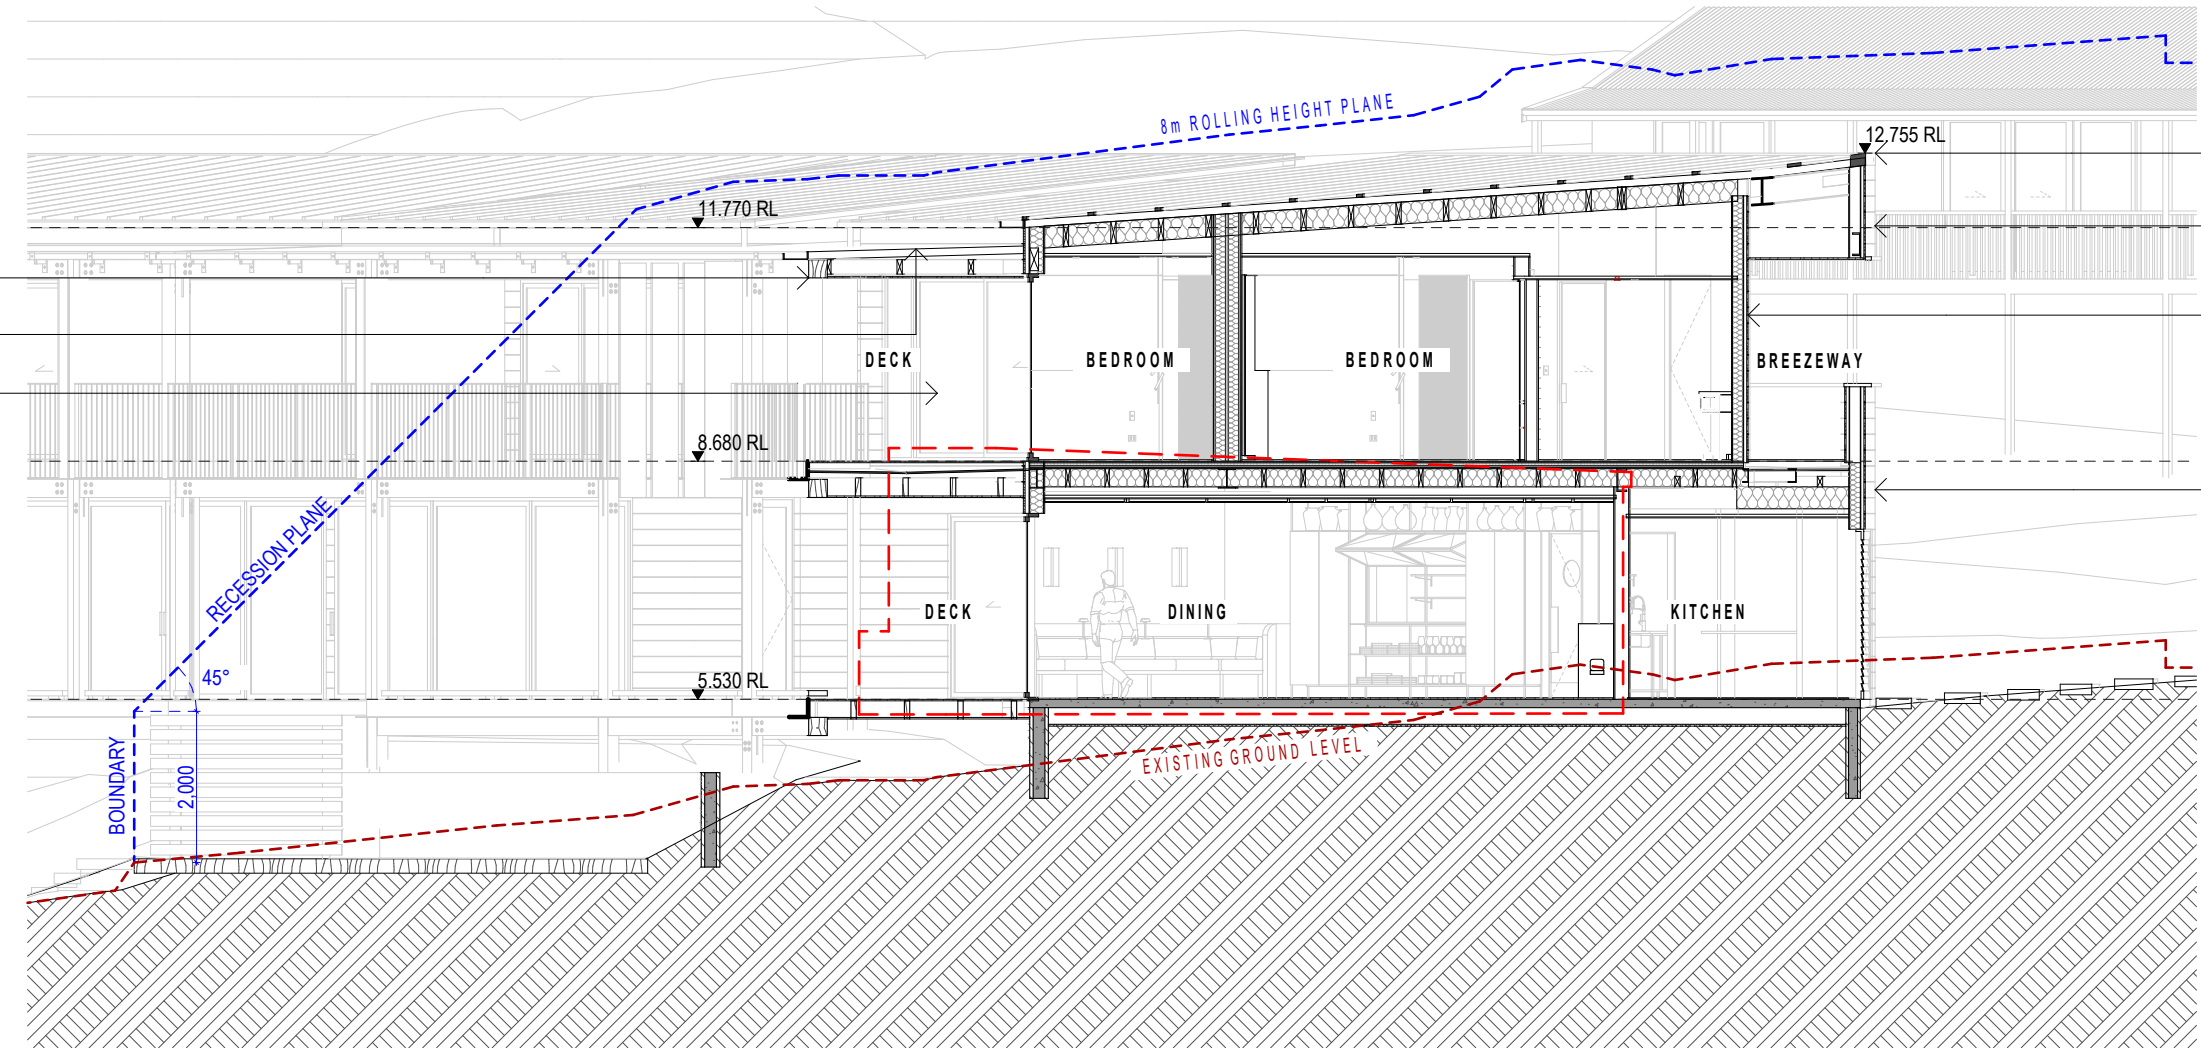 8m ROLLING HEIGHT PLANE
12.755 RL
11.770 RL
DECK
BEDROOM
BEDROOM
BREEZEWAY
8.680 RL
RECESSION PLANE
DECK
DINING
KITCHEN
45°
5.530 RL
BOUNDARY
2,000
EXISTING GROUND LEVEL